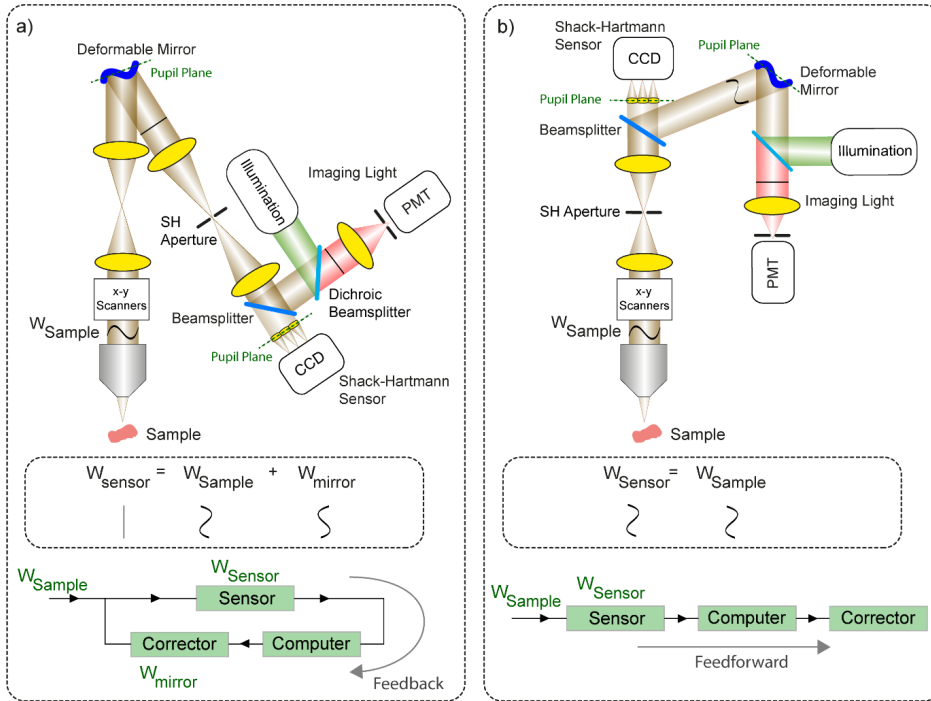 a)
Deformable Mirror
Pupil Plane
SH
Aperture
Illumination
Imaging Light
PMT
x-y
Scanners
Beamsplitter
Dichroic
Beamsplitter
W Sample
Pupil Plane
CCD
Shack-Hartmann
Sensor
Sample
W sensor = W Sample + W mirror
W Sample
W Sensor
Sensor
Corrector
Computer
W mirror
Feedback
b)
Shack-Hartmann
Sensor
CCD
Pupil Plane
Pupil Plane
Deformable
Mirror
Beamsplitter
Illumination
SH Aperture
Imaging Light
PMT
x-y
Scanners
W Sample
Sample
W Sensor = W Sample
W Sample
W Sensor
Sensor
Computer
Corrector
Feedforward